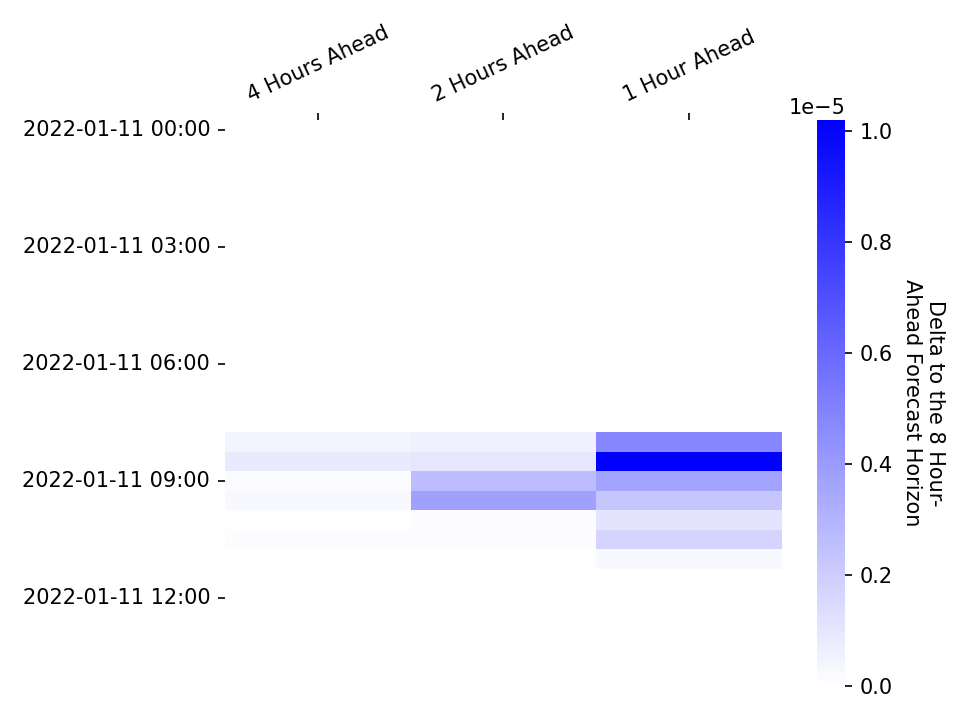 4 Hours Ahead
2 Hours Ahead
1 Hour Ahead
1e−5
2022-01-11 00:00
2022-01-11 03:00
2022-01-11 06:00
2022-01-11 09:00
2022-01-11 12:00
1.0
0.8
0.6
0.4
0.2
0.0
Delta to the 8 Hour-
Ahead Forecast Horizon